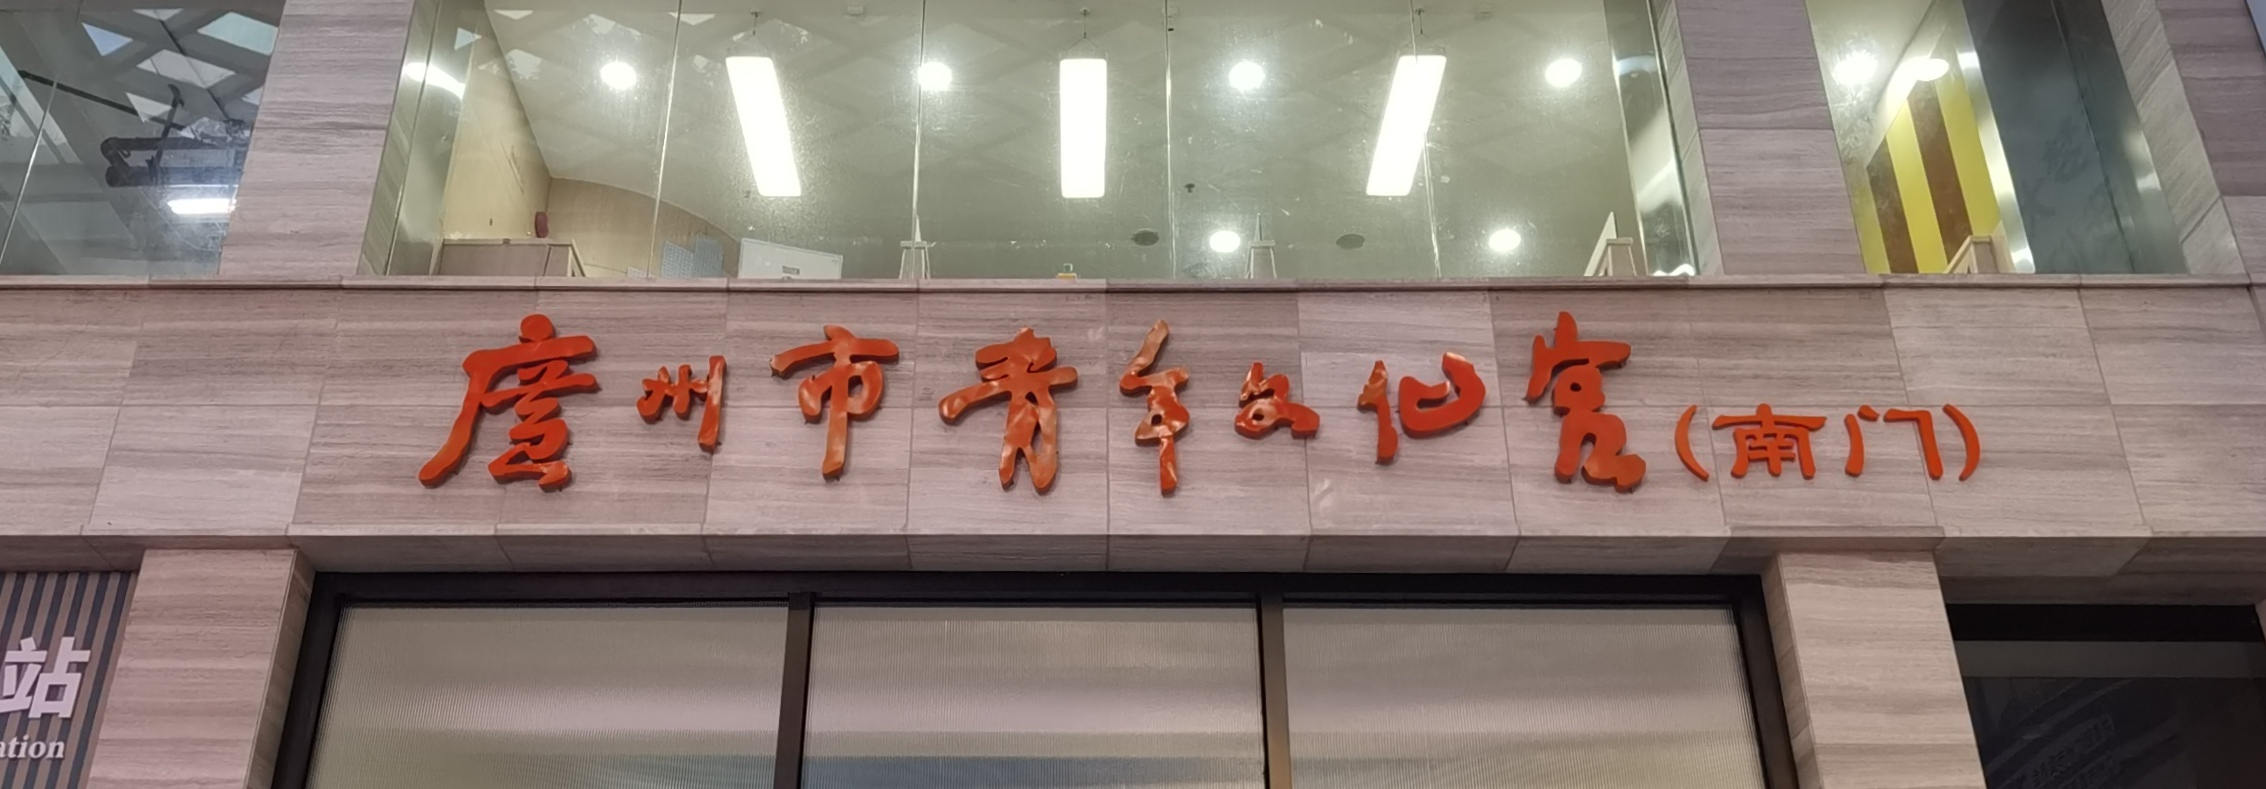 廣州市青年文化宮(南门)
站
ation